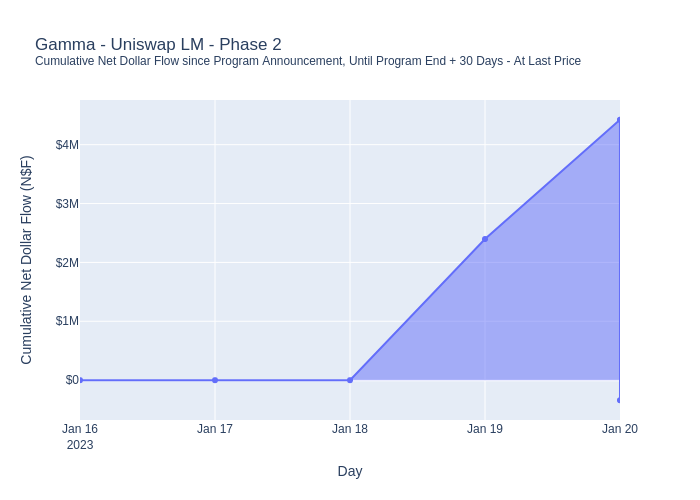 Gamma - Uniswap LM - Phase 2
Cumulative Net Dollar Flow since Program Announcement, Until Program End + 30 Days - At Last Price
Cumulative Net Dollar Flow (N$F)
$4M
$3M
$2M
$1M
$0
Jan 16
2023
Jan 17
Jan 18
Jan 19
Jan 20
Day